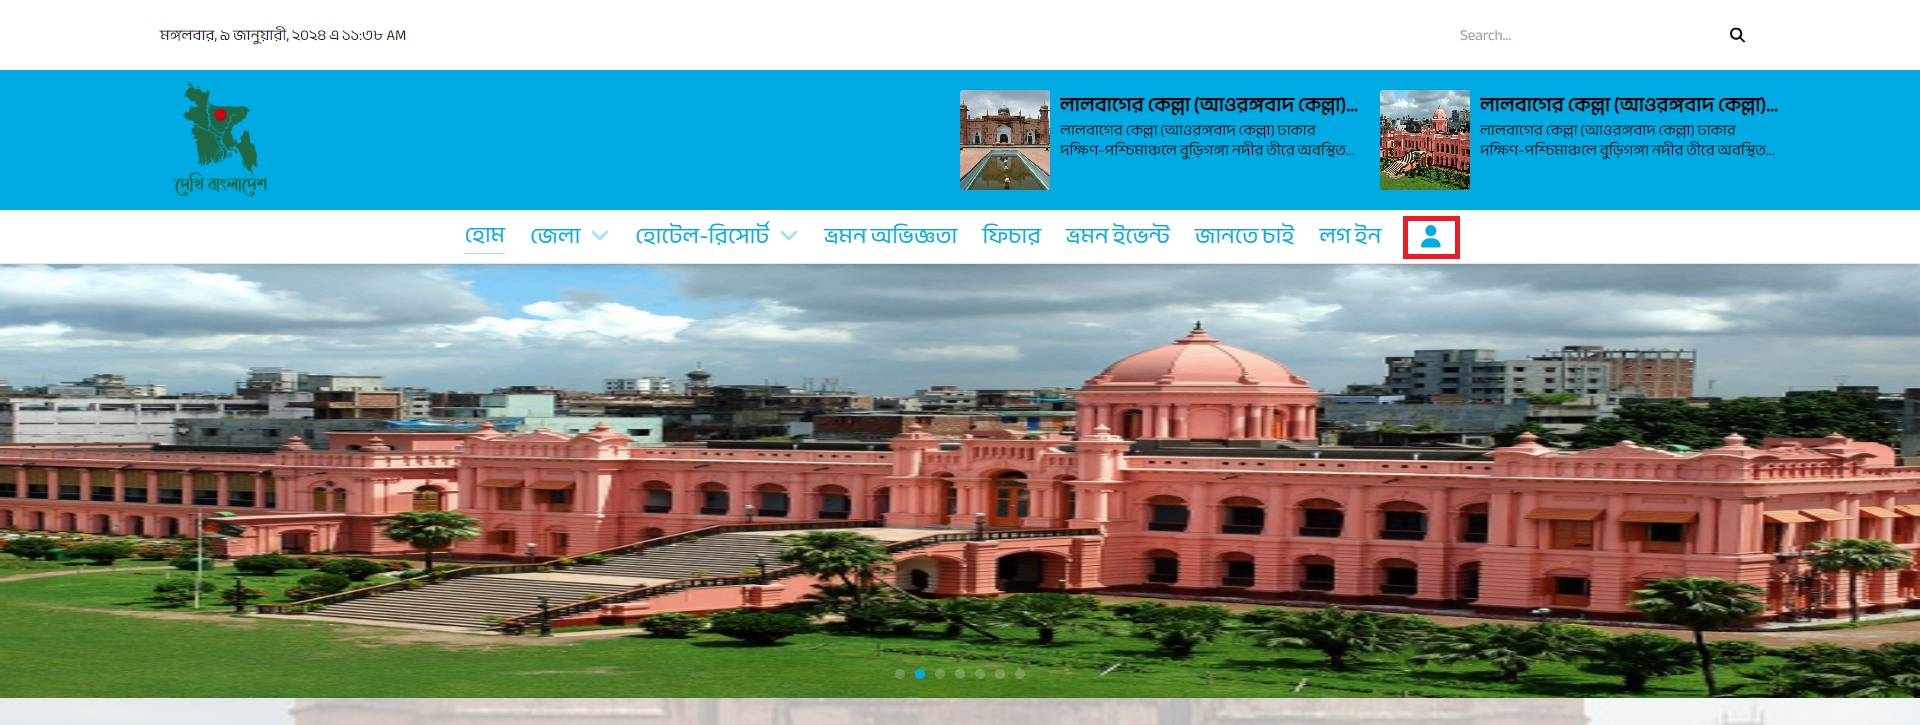 মঙ্গলবার, ৯ জানুয়ারী, ২০২৪ এ ১১:৩৮ AM
Search...
দেখি বাংলাদেশ
লালবাগের কেল্লা (আওরঙ্গবাদ কেল্লা)...
লালবাগের কেল্লা (আওরঙ্গবাদ কেল্লা) ঢাকার
দক্ষিণ-পশ্চিমাঞ্চলে বুড়িগঙ্গা নদীর তীরে অবস্থিত...
লালবাগের কেল্লা (আওরঙ্গবাদ কেল্লা)...
লালবাগের কেল্লা (আওরঙ্গবাদ কেল্লা) ঢাকার
দক্ষিণ-পশ্চিমাঞ্চলে বুড়িগঙ্গা নদীর তীরে অবস্থিত...
হোম জেলা হোটেল-রিসোর্ট ভ্রমন অভিজ্ঞতা ফিচার ভ্রমন ইভেন্ট জানতে চাই লগ ইন